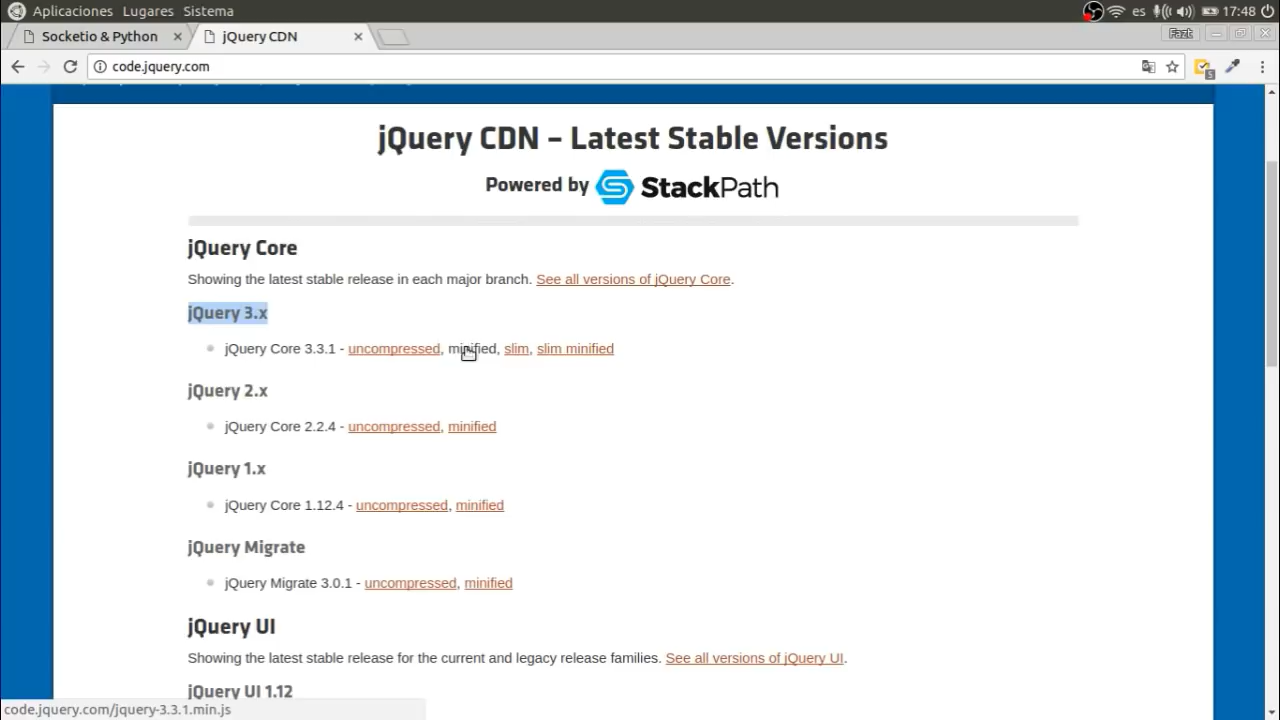 Aplicaciones Lugares Sistema es 17:48
Socketio & Python jQuery CDN Fazt
code.jquery.com 5
jQuery CDN – Latest Stable Versions
Powered by StackPath
jQuery Core
Showing the latest stable release in each major branch. See all versions of jQuery Core.
jQuery 3.x
jQuery Core 3.3.1 - uncompressed, minified, slim, slim minified
jQuery 2.x
jQuery Core 2.2.4 - uncompressed, minified
jQuery 1.x
jQuery Core 1.12.4 - uncompressed, minified
jQuery Migrate
jQuery Migrate 3.0.1 - uncompressed, minified
jQuery UI
Showing the latest stable release for the current and legacy release families. See all versions of jQuery UI.
jQuery UI 1.12
code.jquery.com/jquery-3.3.1.min.js